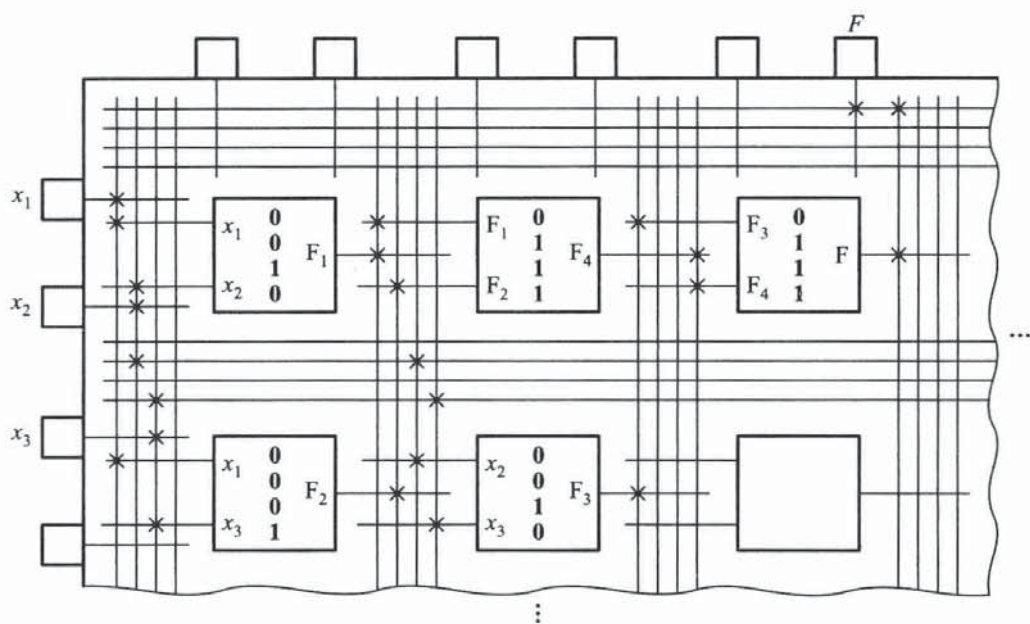 F
x1
x1 0 0 1 0 F1
x2
F1 0 1 1 1 F4
F2
F3 0 1 1 1 F
F4
x2
...
x3
x1 0 0 0 1 F2
x3
x2 0 0 1 0 F3
x3
...